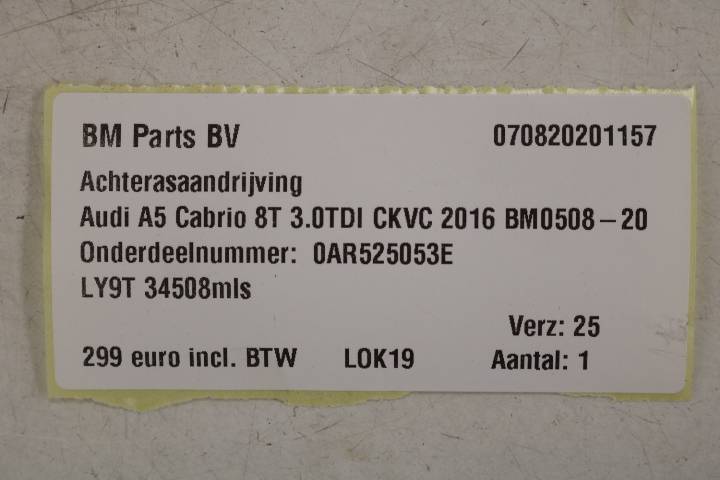 BM Parts BV 070820201157
Achterasaandrijving
Audi A5 Cabrio 8T 3.0TDI CKVC 2016 BM0508-20
Onderdeelnummer: 0AR525053E
LY9T 34508mls
Verz: 25
299 euro incl. BTW LOK19 Aantal: 1